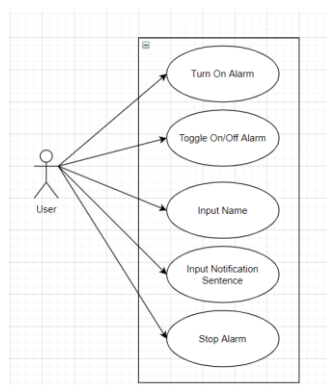 Turn On Alarm
Toggle On/Off Alarm
User
Input Name
Input Notification
Sentence
Stop Alarm